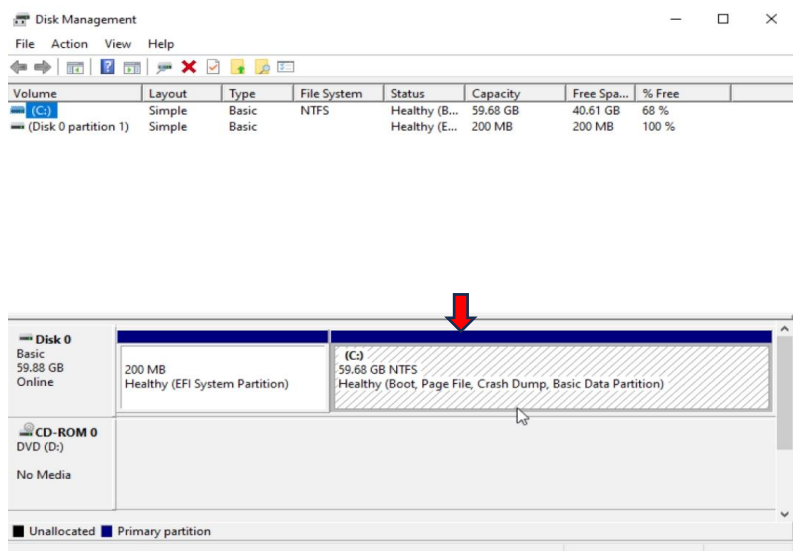 Disk Management
File Action View Help
Volume Layout Type File System Status Capacity Free Spa... % Free
(C:) Simple Basic NTFS Healthy (B... 59.68 GB 40.61 GB 68 %
(Disk 0 partition 1) Simple Basic Healthy (E... 200 MB 200 MB 100 %
Disk 0
Basic
59.88 GB
Online
200 MB
Healthy (EFI System Partition)
(C:)
59.68 GB NTFS
Healthy (Boot, Page File, Crash Dump, Basic Data Partition)
CD-ROM 0
DVD (D:)
No Media
Unallocated Primary partition